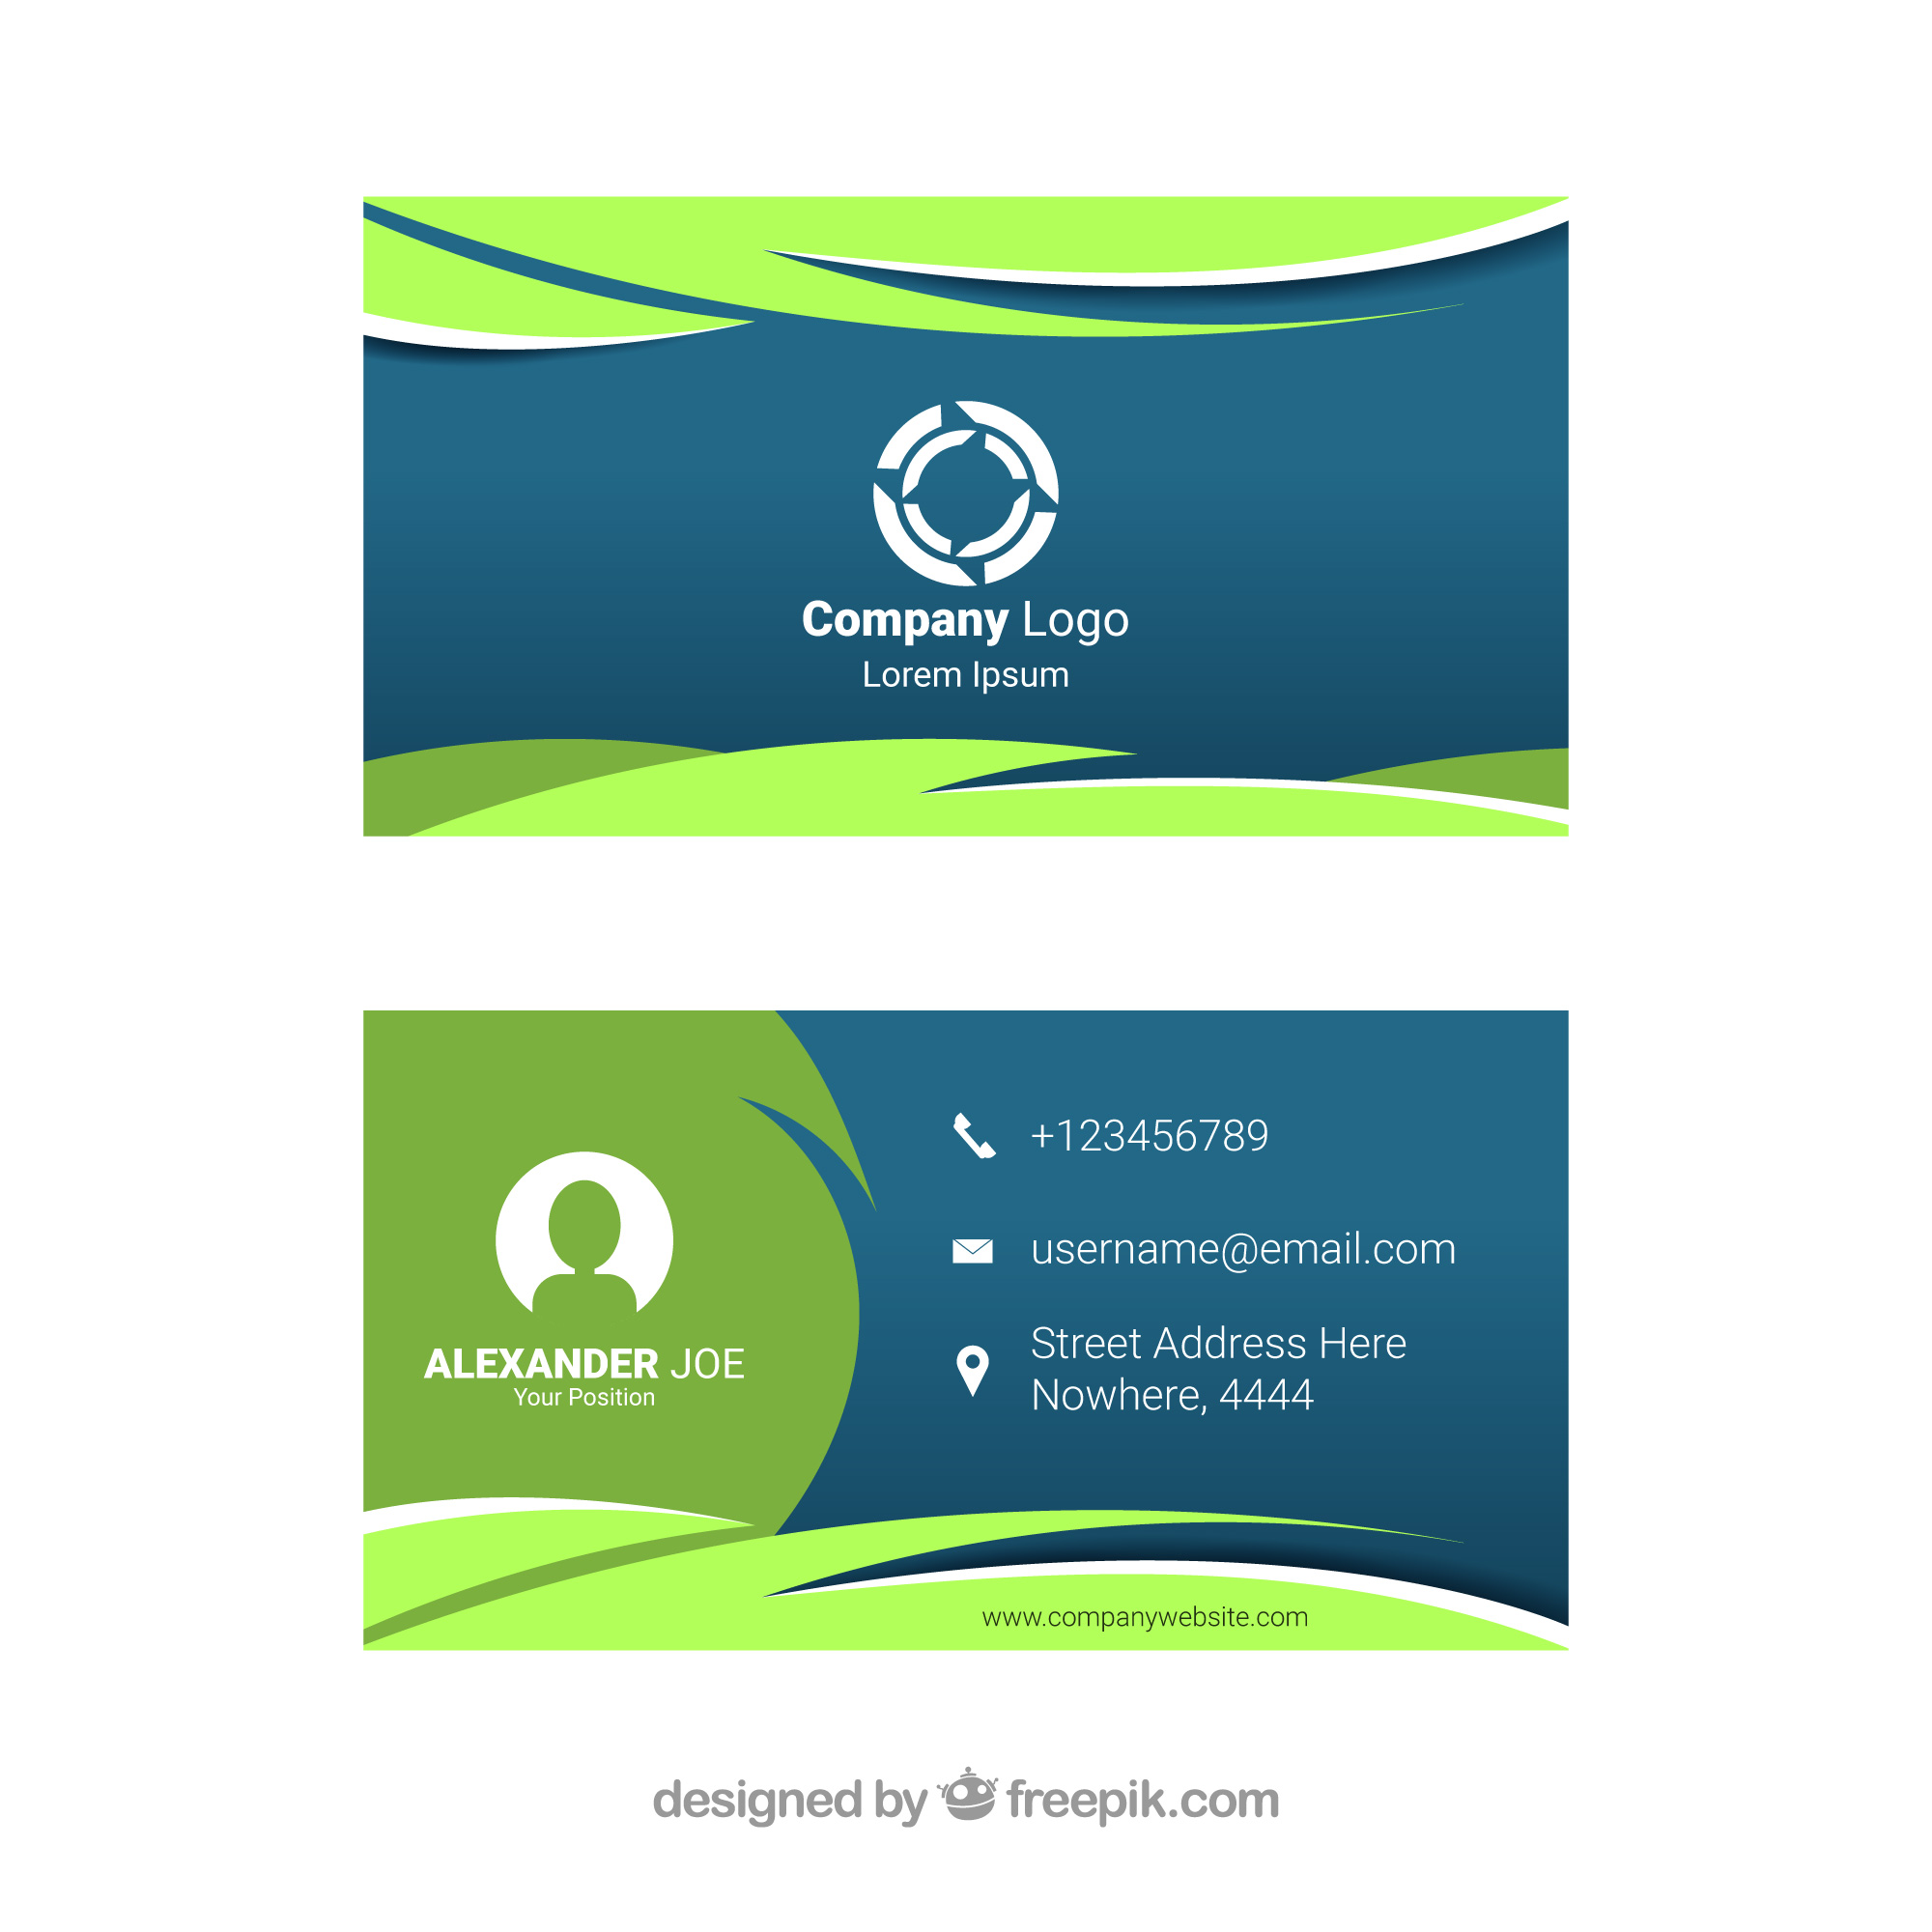 Company Logo
Lorem Ipsum
+123456789
username@email.com
Street Address Here
Nowhere, 4444
ALEXANDER JOE
Your Position
www.companywebsite.com
designed by freepik.com